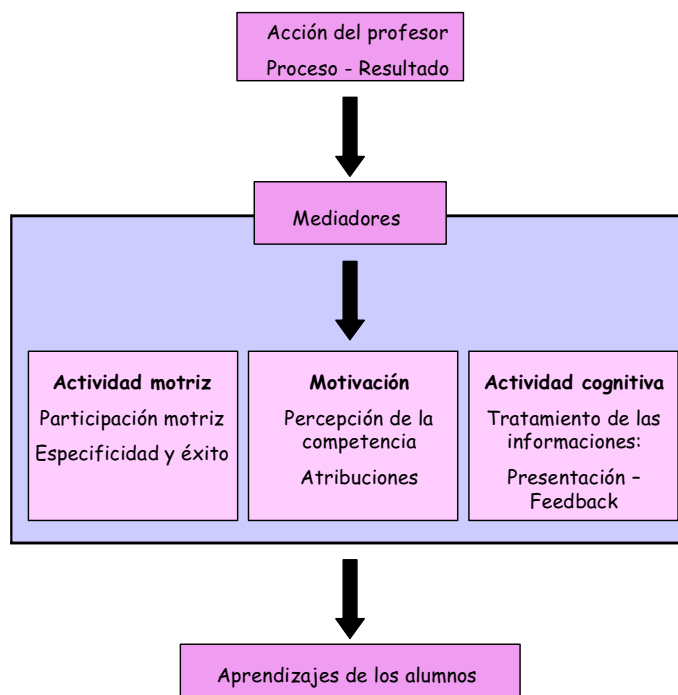 Acción del profesor
Proceso - Resultado
Mediadores
Actividad motriz
Participación motriz
Especificidad y éxito
Motivación
Percepción de la
competencia
Atribuciones
Actividad cognitiva
Tratamiento de las
informaciones:
Presentación –
Feedback
Aprendizajes de los alumnos